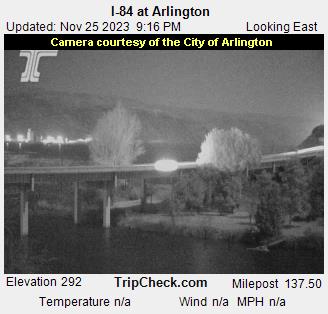 I-84 at Arlington
Updated: Nov 25 2023 9:16 PM Looking East
Camera courtesy of the City of Arlington
Elevation 292 TripCheck.com Milepost 137.50
Temperature n/a Wind n/a MPH n/a